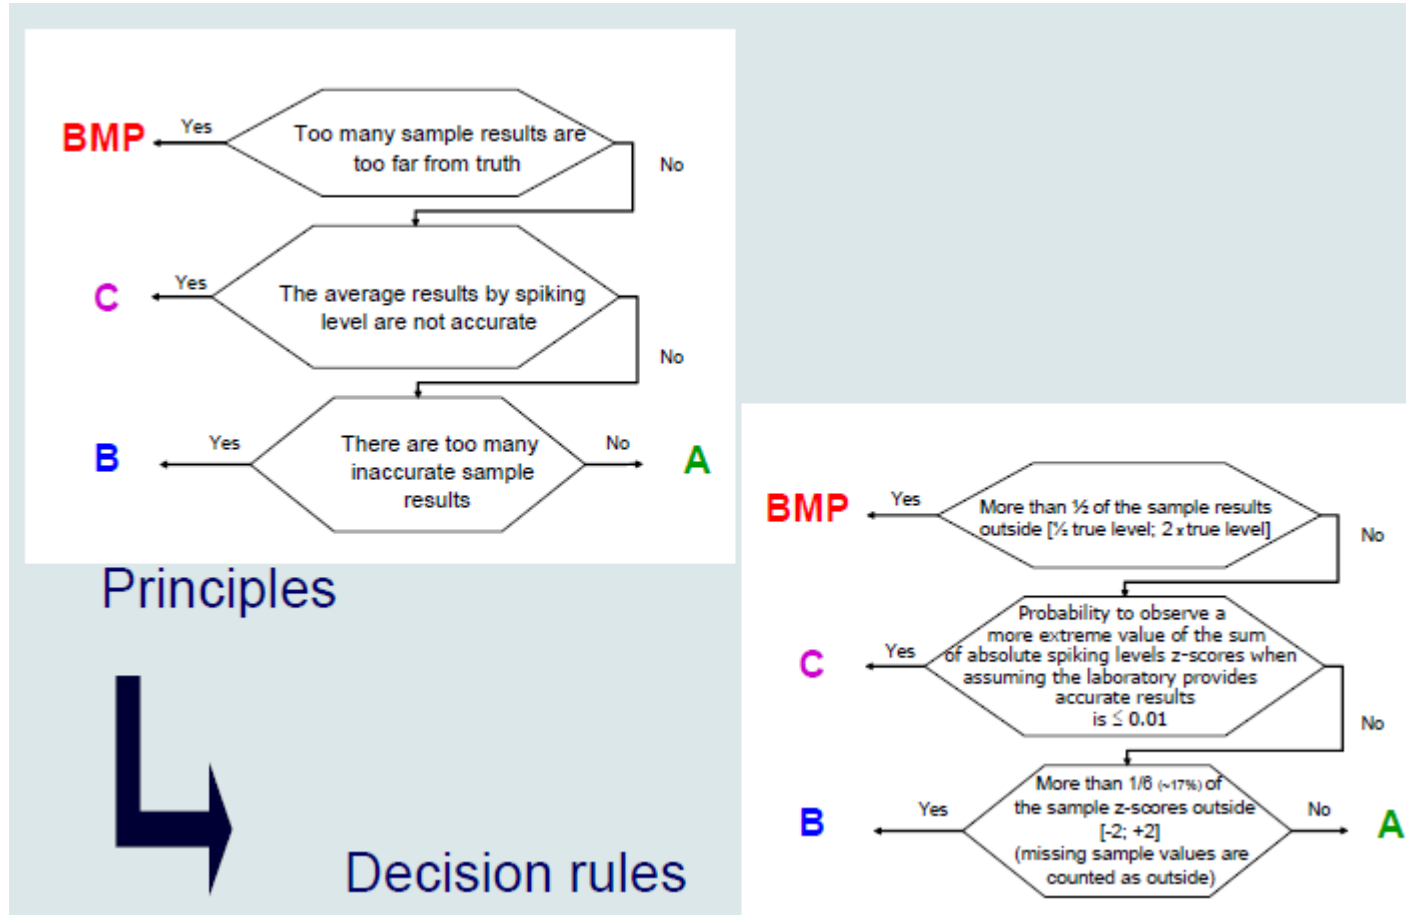 BMP
Yes
Too many sample results are
too far from truth
No
C
Yes
The average results by spiking
level are not accurate
No
B
Yes
There are too many
inaccurate sample
results
No
A
Principles
Decision rules
BMP
Yes
More than ½ of the sample results
outside [½ true level; 2 x true level]
No
C
Yes
Probability to observe a
more extreme value of the sum
of absolute spiking levels z-scores when
assuming the laboratory provides
accurate results
is ≤ 0.01
No
B
Yes
More than 1/6 (~17%) of
the sample z-scores outside
[-2; +2]
(missing sample values are
counted as outside)
No
A